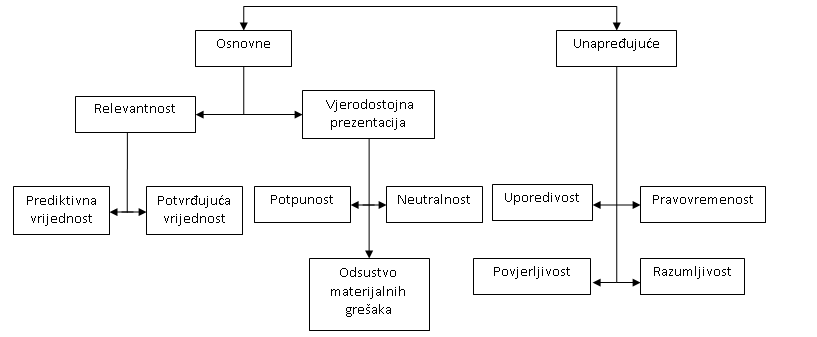 Osnovne
Unapređujuće
Relevantnost
Vjerodostojna
prezentacija
Prediktivna
vrijednost
Potvrđujuća
vrijednost
Potpunost
Neutralnost
Uporedivost
Pravovremenost
Odsustvo
materijalnih
grešaka
Povjerljivost
Razumljivost